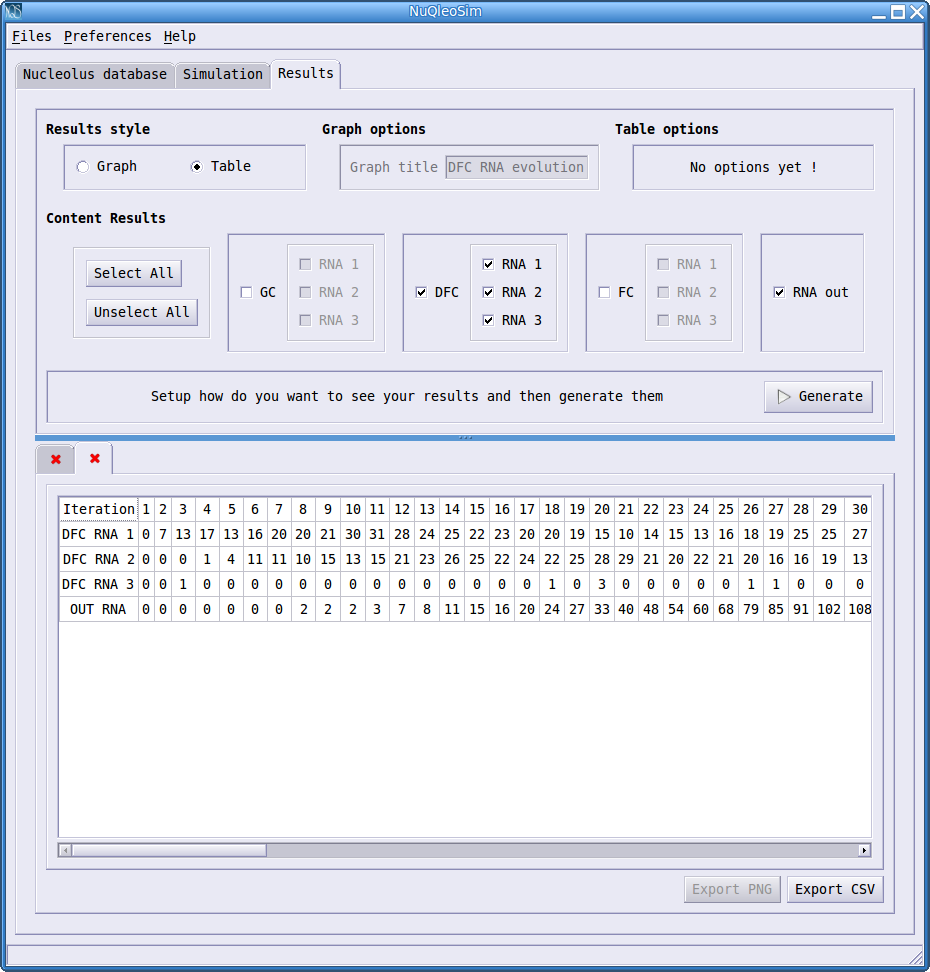 NuQleoSim
Files Preferences Help
Nucleolus database Simulation Results
Results style Graph options Table options
Graph Table Graph title DFC RNA evolution No options yet !
Content Results
Select All
Unselect All
GC RNA 1
RNA 2
RNA 3
DFC RNA 1
RNA 2
RNA 3
FC RNA 1
RNA 2
RNA 3
RNA out
Setup how do you want to see your results and then generate them Generate
Iteration 1 2 3 4 5 6 7 8 9 10 11 12 13 14 15 16 17 18 19 20 21 22 23 24 25 26 27 28 29 30
DFC RNA 1 0 7 13 17 13 16 20 20 21 30 31 28 24 25 22 23 20 20 19 15 10 14 15 13 16 18 19 25 25 27
DFC RNA 2 0 0 0 1 4 11 11 10 15 13 15 21 23 26 25 22 24 22 25 28 29 21 20 22 21 20 16 16 19 13
DFC RNA 3 0 0 1 0 0 0 0 0 0 0 0 0 0 0 0 0 0 1 0 3 0 0 0 0 0 1 1 0 0 0
OUT RNA 0 0 0 0 0 0 0 2 2 2 3 7 8 11 15 16 20 24 27 33 40 48 54 60 68 79 85 91 102 108
Export PNG Export CSV